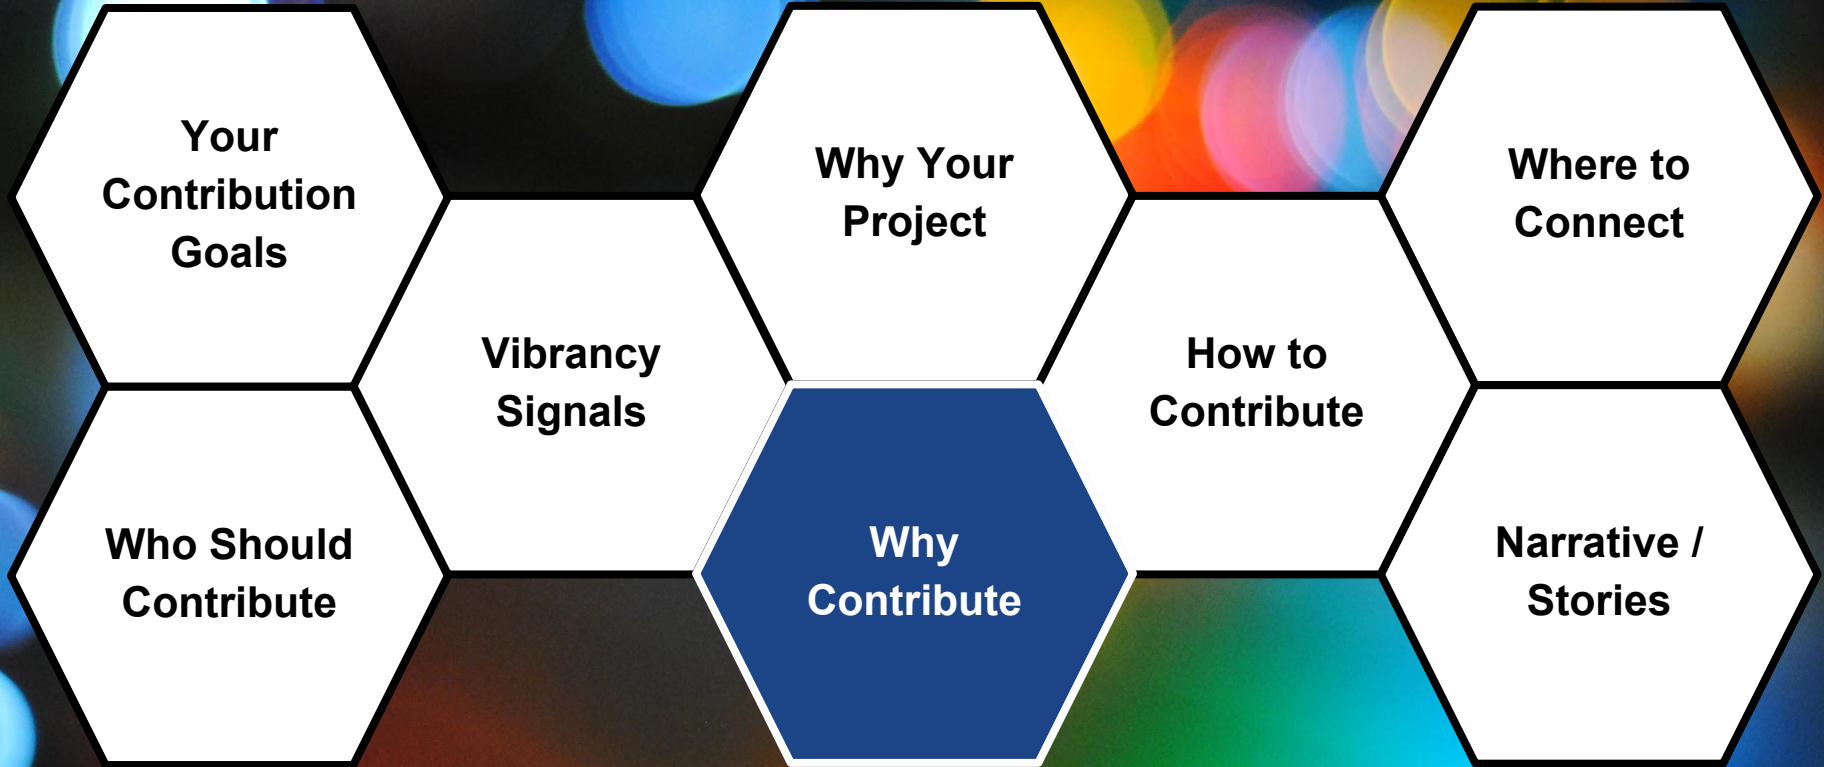 Your
Contribution
Goals
Who Should
Contribute
Vibrancy
Signals
Why Your
Project
Why
Contribute
How to
Contribute
Where to
Connect
Narrative /
Stories